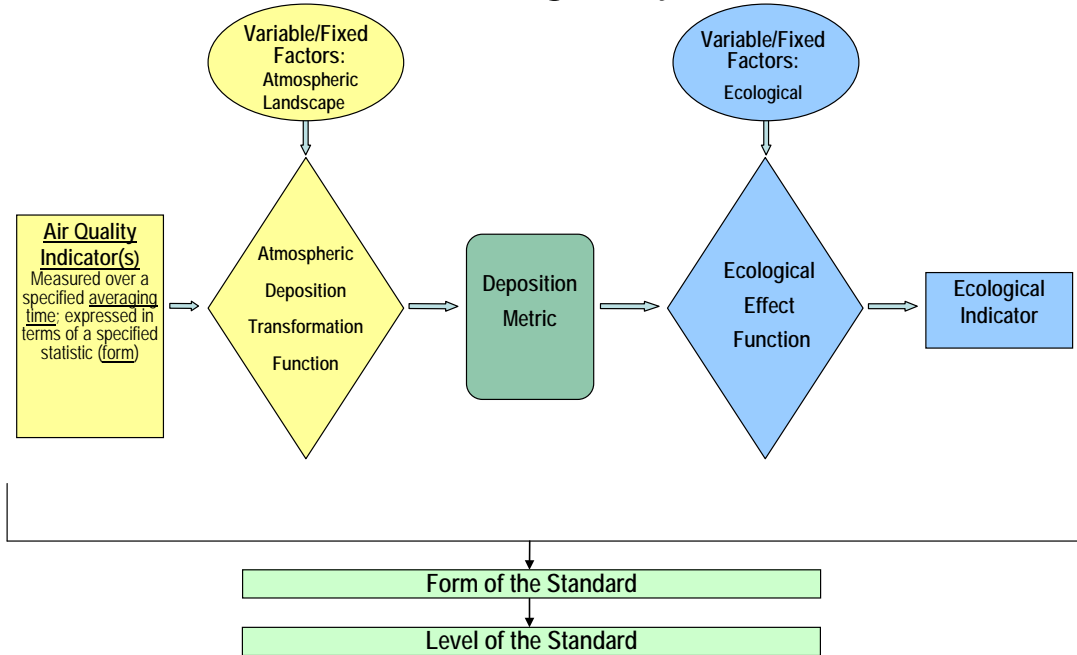 Variable/Fixed
Factors:
Atmospheric
Landscape
Variable/Fixed
Factors:
Ecological
Air Quality
Indicator(s)
Measured over a
specified averaging
time; expressed in
terms of a specified
statistic (form)
Atmospheric
Deposition
Transformation
Function
Deposition
Metric
Ecological
Effect
Function
Ecological
Indicator
Form of the Standard
Level of the Standard